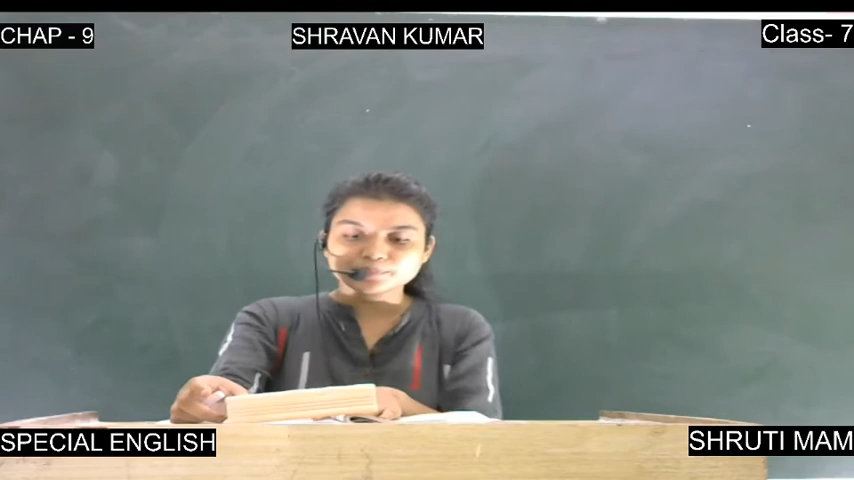 CHAP - 9
SHRAVAN KUMAR
Class- 7
SPECIAL ENGLISH
SHRUTI MAM